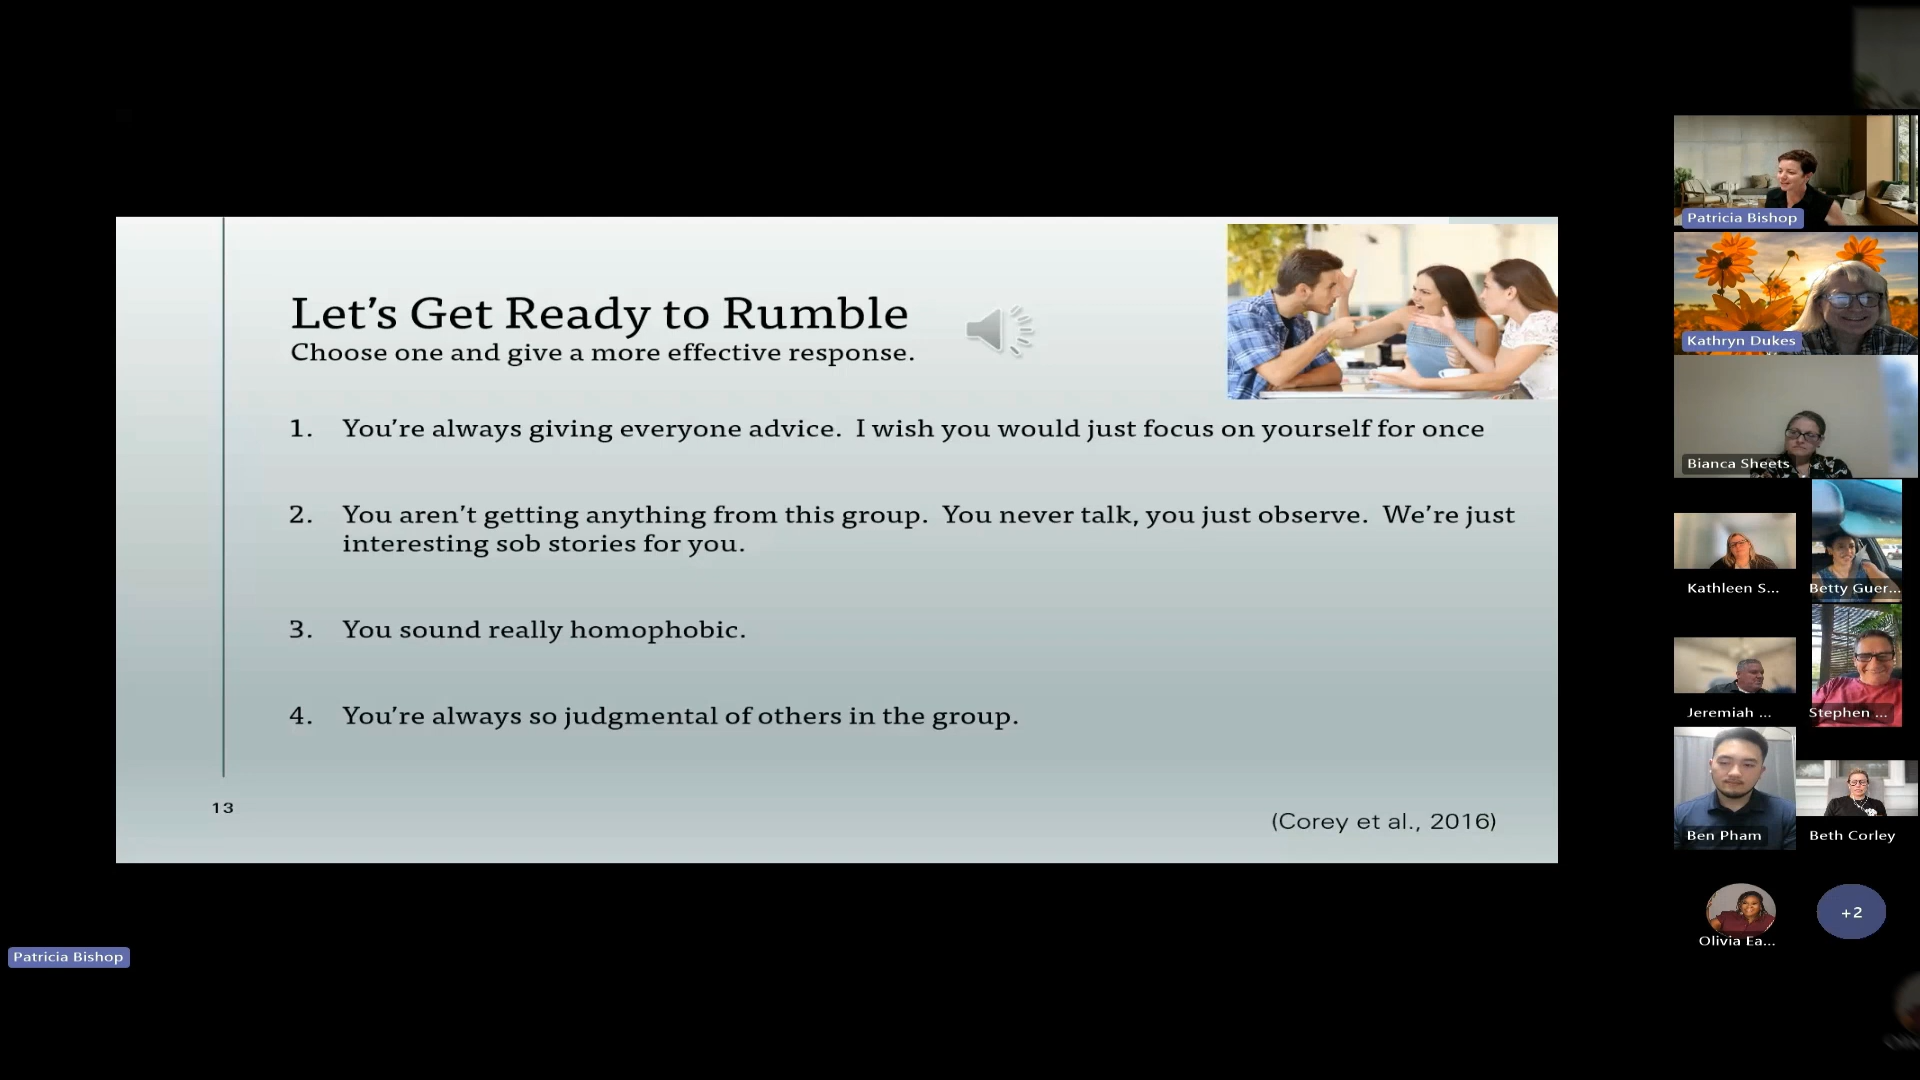 Let's Get Ready to Rumble
Choose one and give a more effective response.
1. You're always giving everyone advice. I wish you would just focus on yourself for once
2. You aren't getting anything from this group. You never talk, you just observe. We're just
interesting sob stories for you.
3. You sound really homophobic.
4. You're always so judgmental of others in the group.
13
(Corey et al., 2016)
Patricia Bishop
Patricia Bishop
Kathryn Dukes
Bianca Sheets
Kathleen S...
Betty Guer...
Jeremiah ...
Stephen ...
Ben Pham
Beth Corley
Olivia Ea...
+2